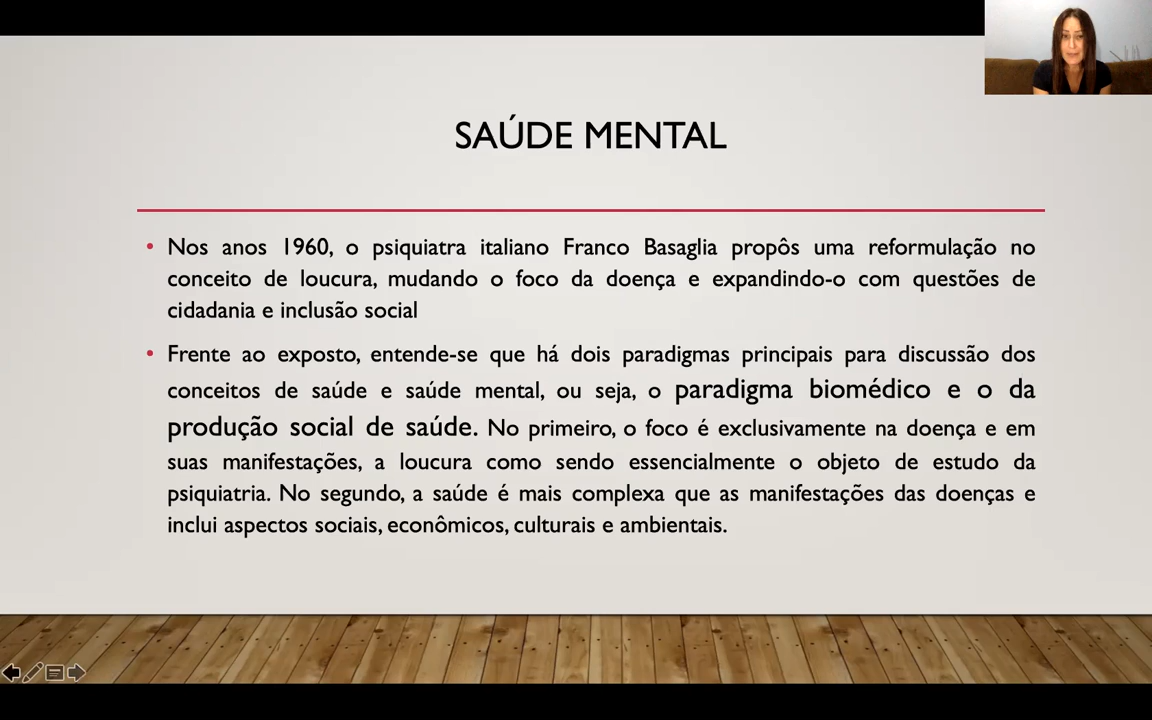 SAÚDE MENTAL
• Nos anos 1960, o psiquiatra italiano Franco Basaglia propôs uma reformulação no
conceito de loucura, mudando o foco da doença e expandindo-o com questões de
cidadania e inclusão social
• Frente ao exposto, entende-se que há dois paradigmas principais para discussão dos
conceitos de saúde e saúde mental, ou seja, o paradigma biomédico e o da
produção social de saúde. No primeiro, o foco é exclusivamente na doença e em
suas manifestações, a loucura como sendo essencialmente o objeto de estudo da
psiquiatria. No segundo, a saúde é mais complexa que as manifestações das doenças e
inclui aspectos sociais, econômicos, culturais e ambientais.